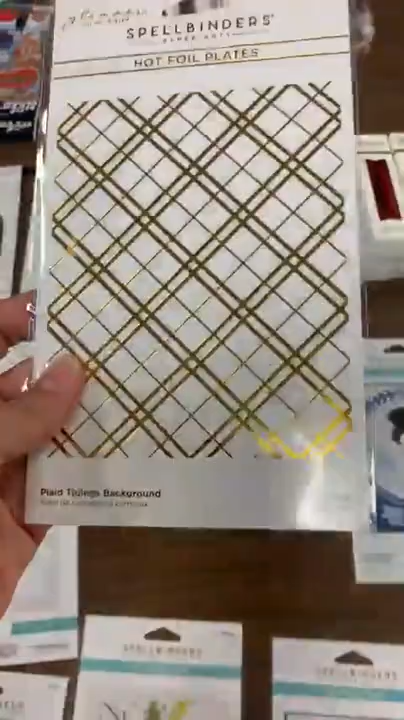 SPELLBINDERS®
PAPER ARTS
HOT FOIL PLATES
Plaid Tidings Background
SPELLBINDERS
SPELLBINDERS